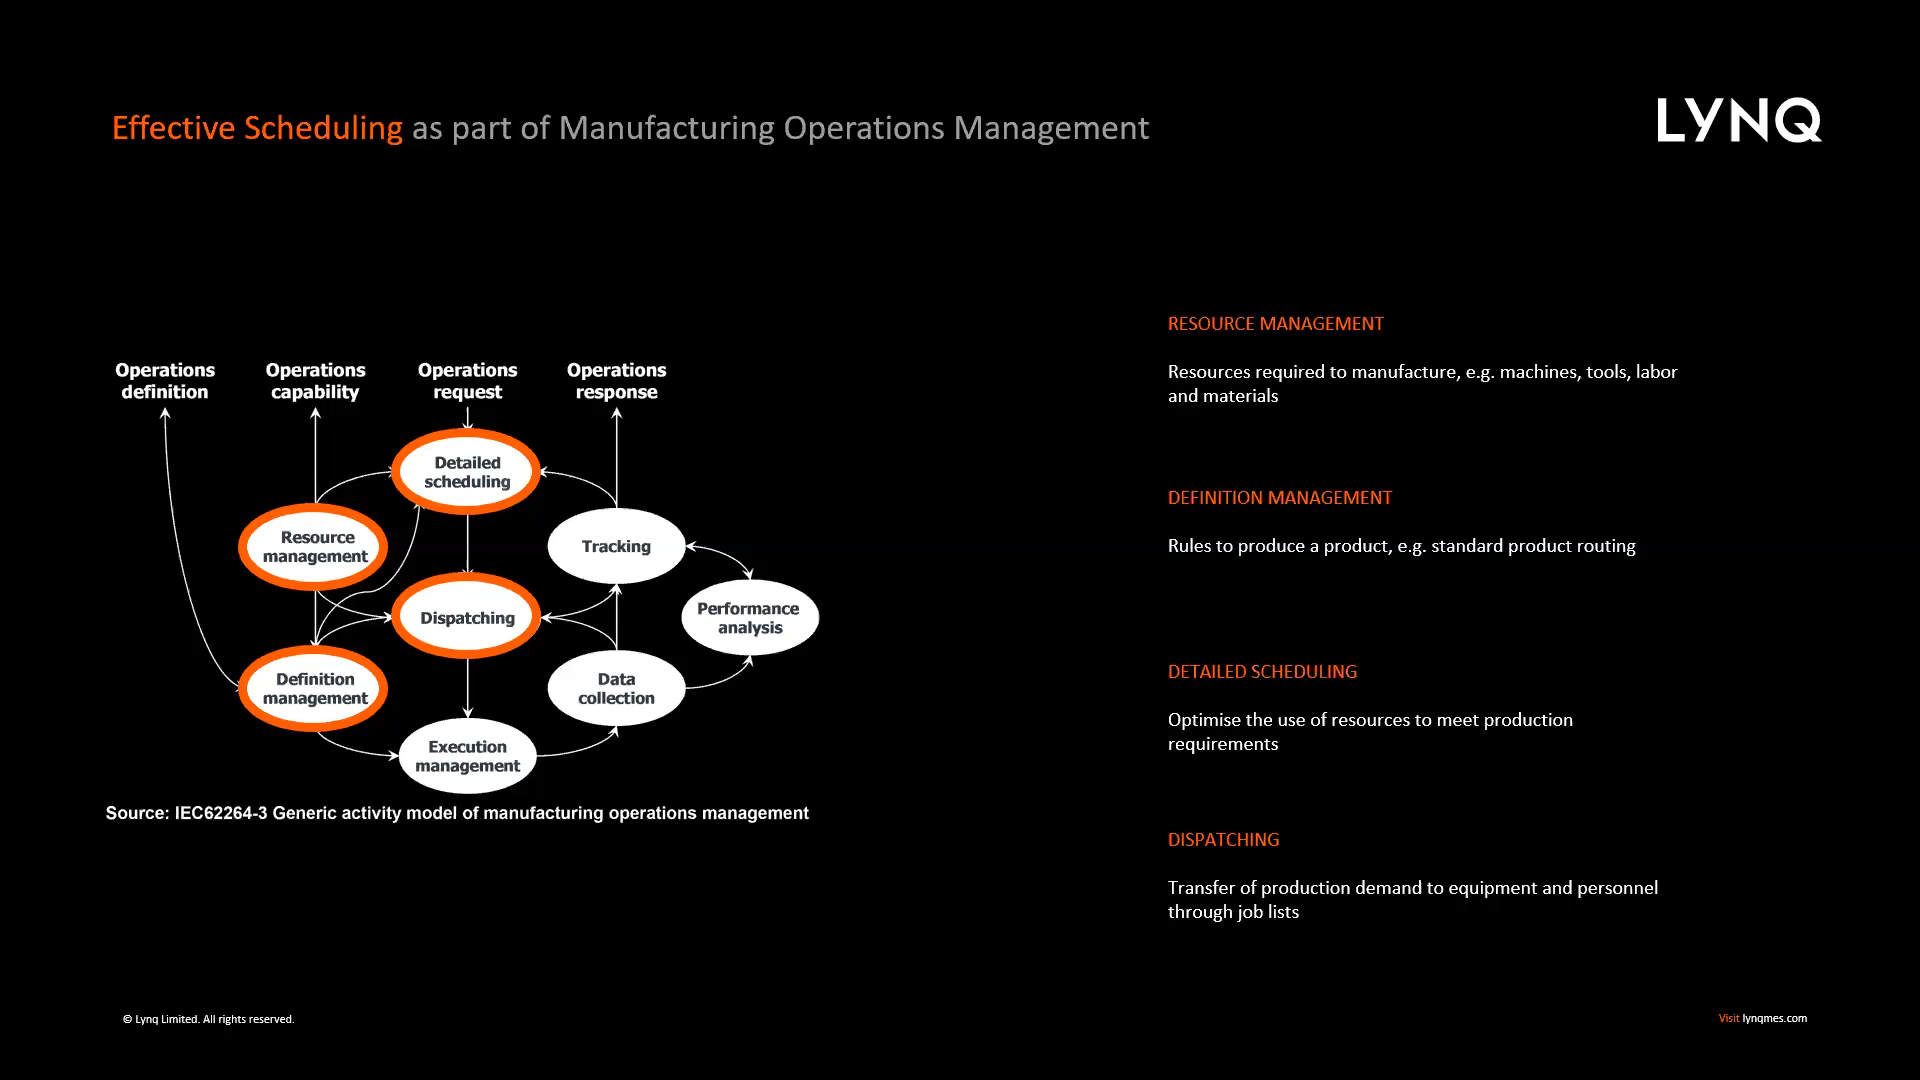 Effective Scheduling as part of Manufacturing Operations Management
LYNQ
Operations
definition
Operations
capability
Operations
request
Operations
response
Detailed
scheduling
Resource
management
Tracking
Dispatching
Performance
analysis
Definition
management
Data
collection
Execution
management
Source: IEC62264-3 Generic activity model of manufacturing operations management
RESOURCE MANAGEMENT
Resources required to manufacture, e.g. machines, tools, labor
and materials
DEFINITION MANAGEMENT
Rules to produce a product, e.g. standard product routing
DETAILED SCHEDULING
Optimise the use of resources to meet production
requirements
DISPATCHING
Transfer of production demand to equipment and personnel
through job lists
© Lynq Limited. All rights reserved.
Visit lynqmes.com